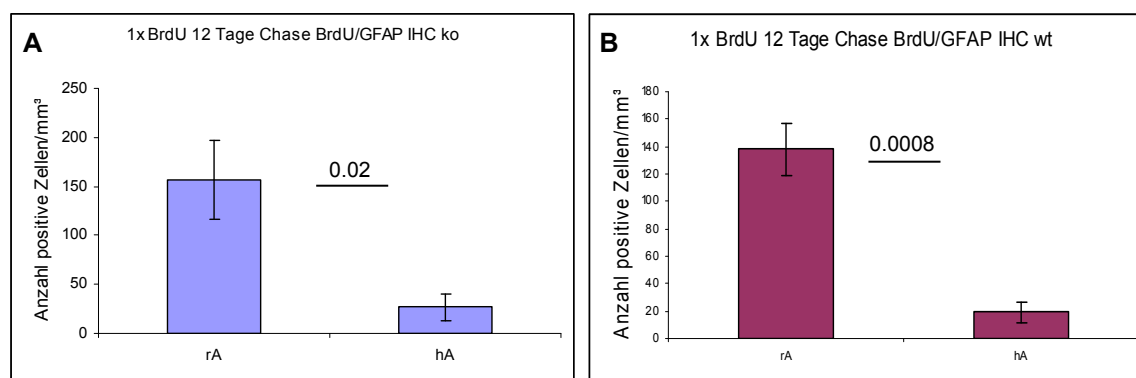 A
1x BrdU 12 Tage Chase BrdU/GFAP IHC ko
Anzahl positive Zellen/mm³
250
200
150
100
50
0
0.02
rA
hA
B
1x BrdU 12 Tage Chase BrdU/GFAP IHC wt
Anzahl positive Zellen/mm³
180
160
140
120
100
80
60
40
20
0
0.0008
rA
hA